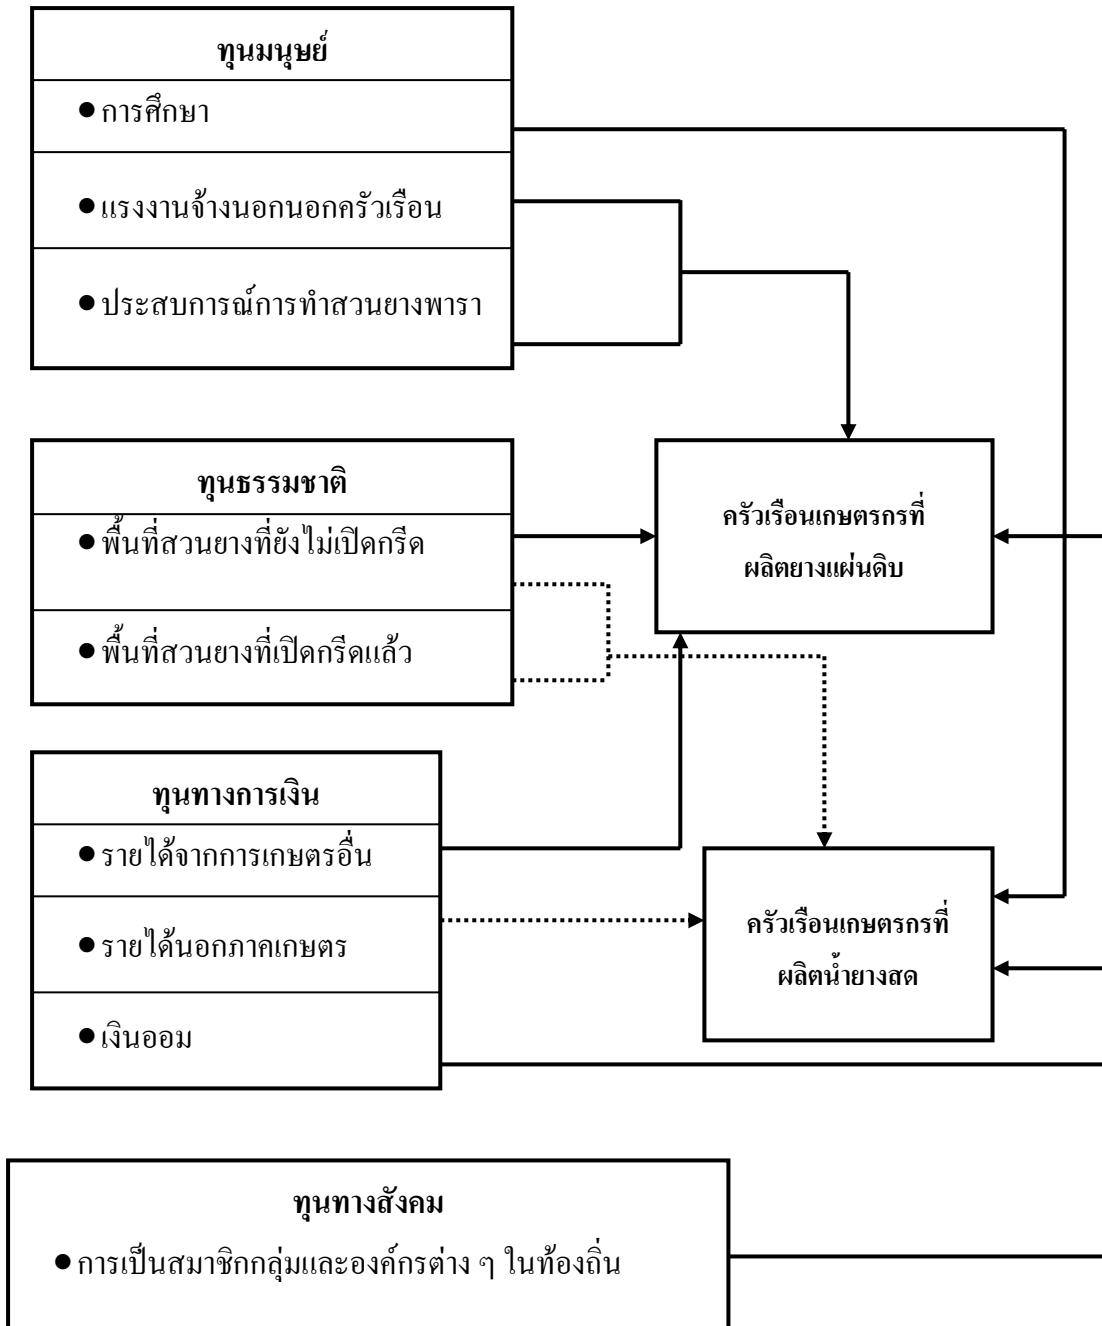 ทุนมนุษย์
● การศึกษา
● แรงงานจ้างนอกนอกครัวเรือน
● ประสบการณ์การทำสวนยางพารา
ทุนธรรมชาติ
● พื้นที่สวนยางที่ยังไม่เปิดกรีด
● พื้นที่สวนยางที่เปิดกรีดแล้ว
ครัวเรือนเกษตรกรที่
ผลิตยางแผ่นดิบ
ทุนทางการเงิน
● รายได้จากการเกษตรอื่น
● รายได้นอกภาคเกษตร
● เงินออม
ครัวเรือนเกษตรกรที่
ผลิตน้ำยางสด
ทุนทางสังคม
● การเป็นสมาชิกกลุ่มและองค์กรต่าง ๆ ในท้องถิ่น